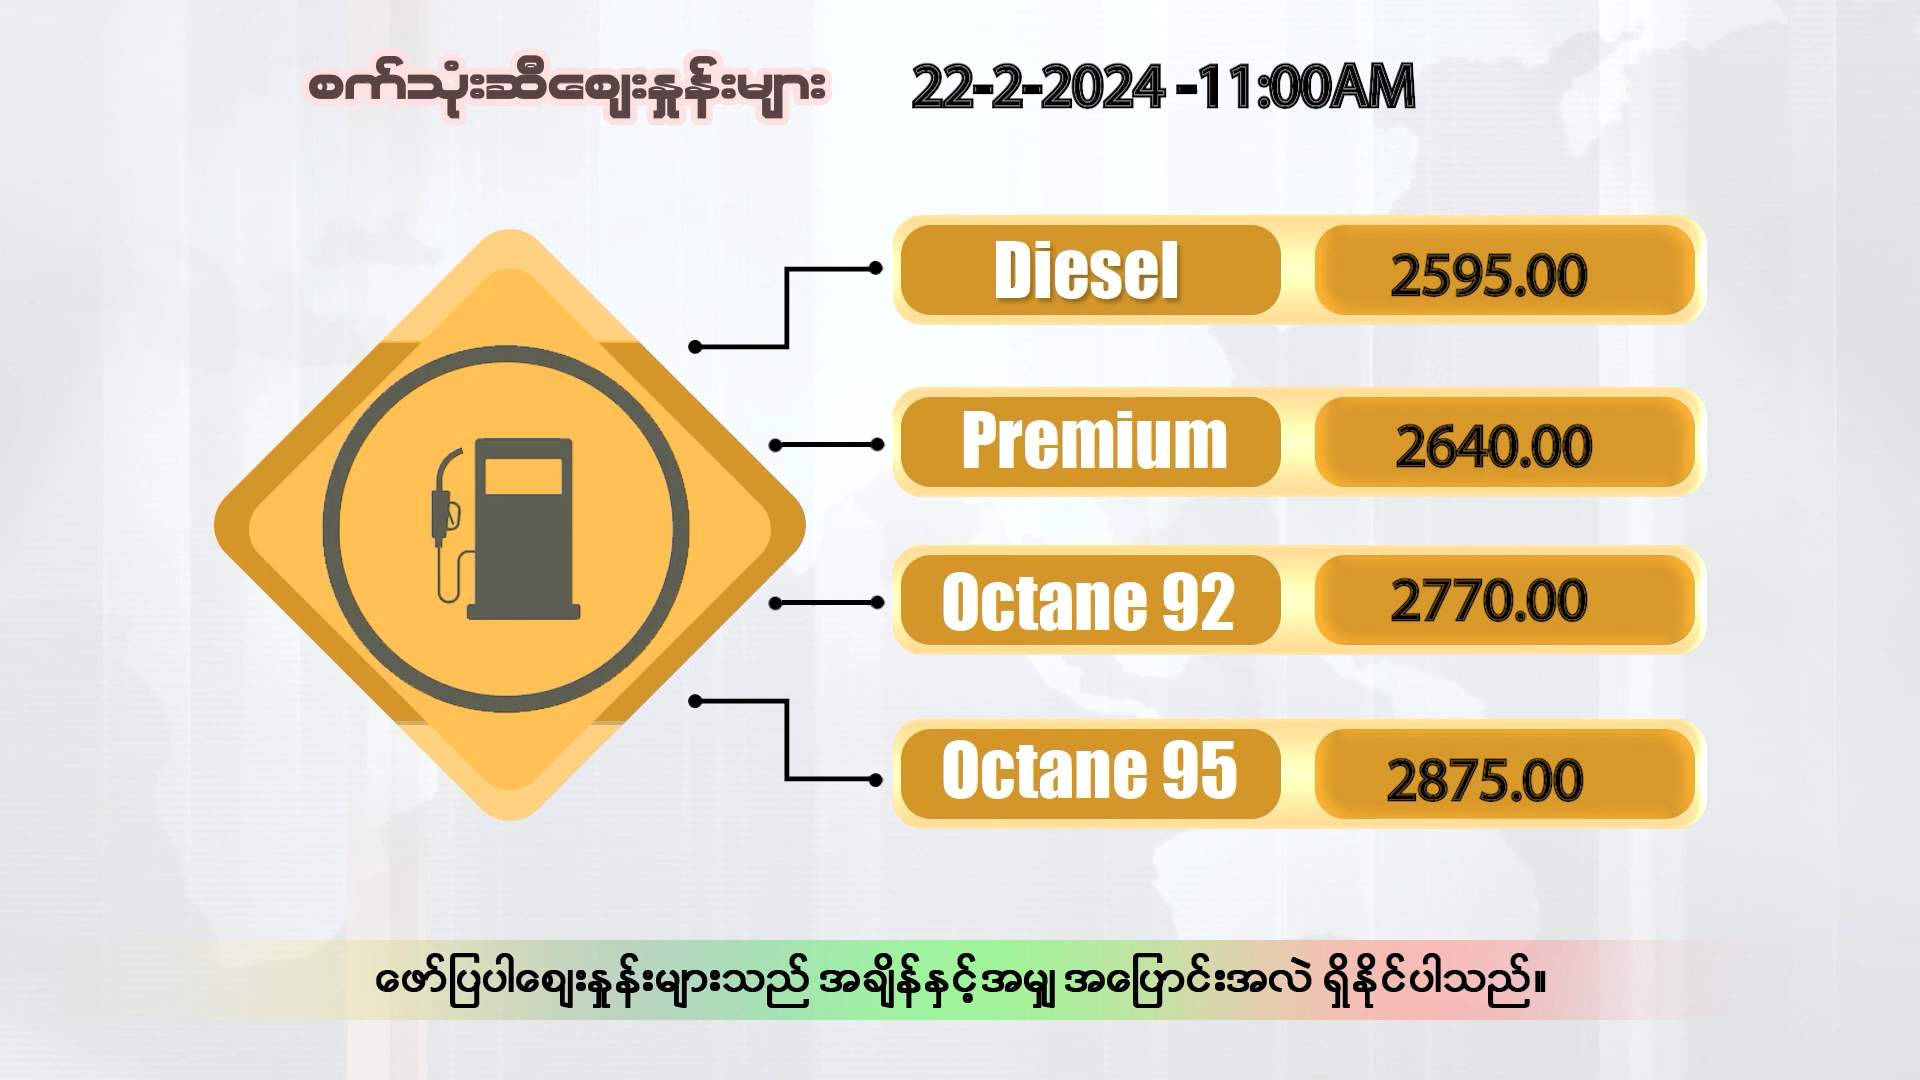 စက်သုံးဆီဈေးနှုန်းများ 22-2-2024 -11:00AM
Diesel 2595.00
Premium 2640.00
Octane 92 2770.00
Octane 95 2875.00
ဖော်ပြပါဈေးနှုန်းများသည် အချိန်နှင့်အမျှ အပြောင်းအလဲ ရှိနိုင်ပါသည်။